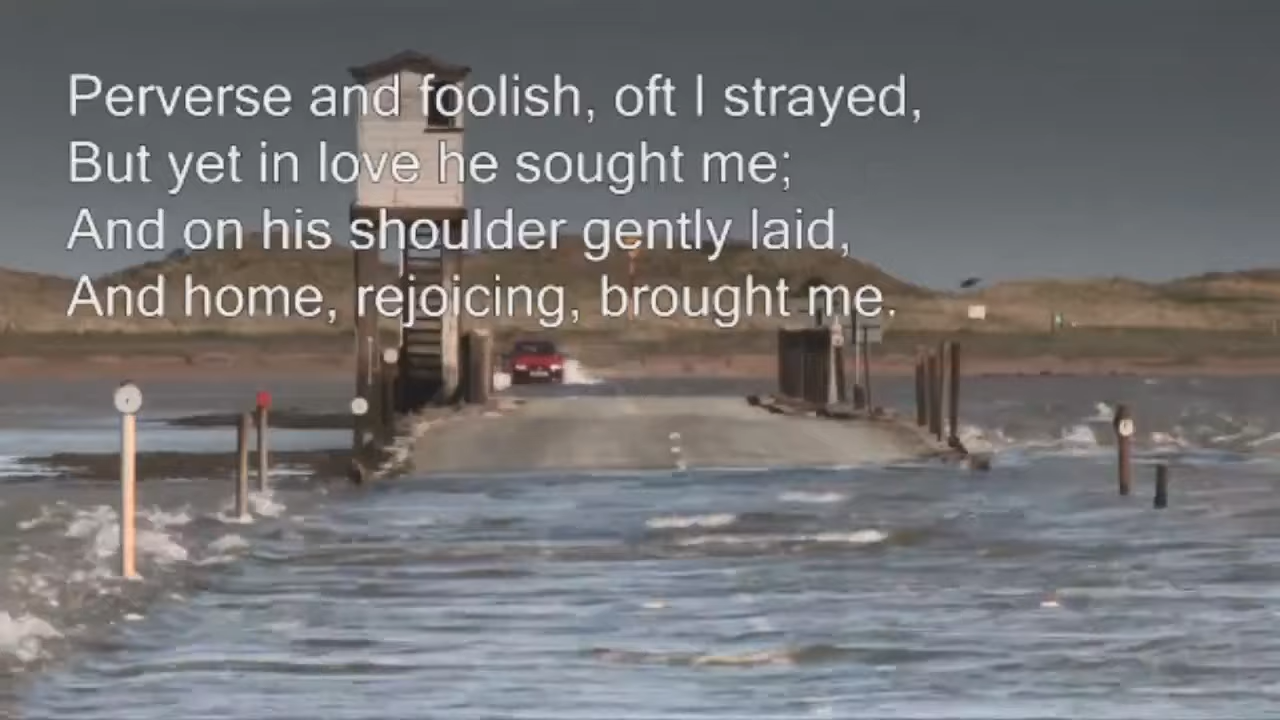 Perverse and foolish, oft I strayed,
But yet in love he sought me;
And on his shoulder gently laid,
And home, rejoicing, brought me.